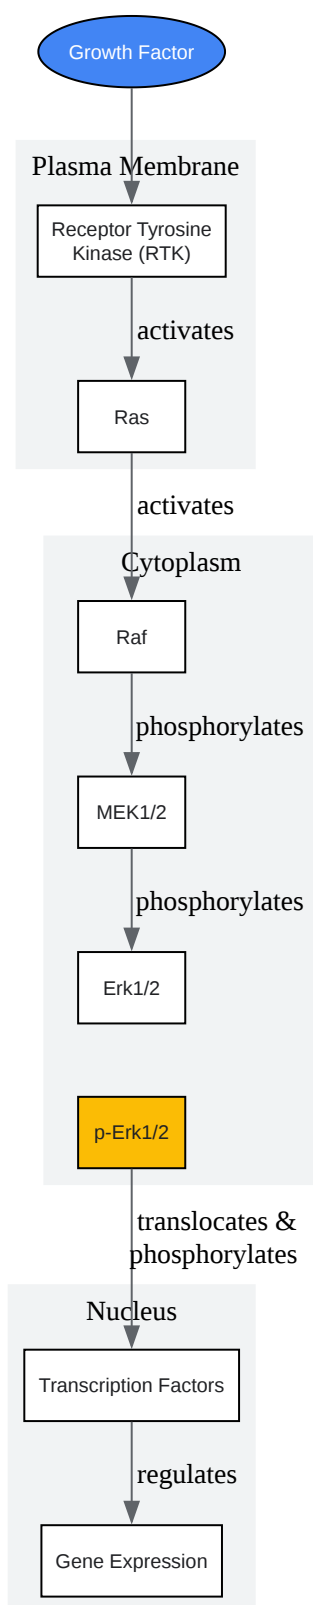 Growth Factor
Plasma Membrane
Receptor Tyrosine
Kinase (RTK)
activates
Ras
activates
Cytoplasm
Raf
phosphorylates
MEK1/2
phosphorylates
Erk1/2
p-Erk1/2
translocates &
phosphorylates
Nucleus
Transcription Factors
regulates
Gene Expression